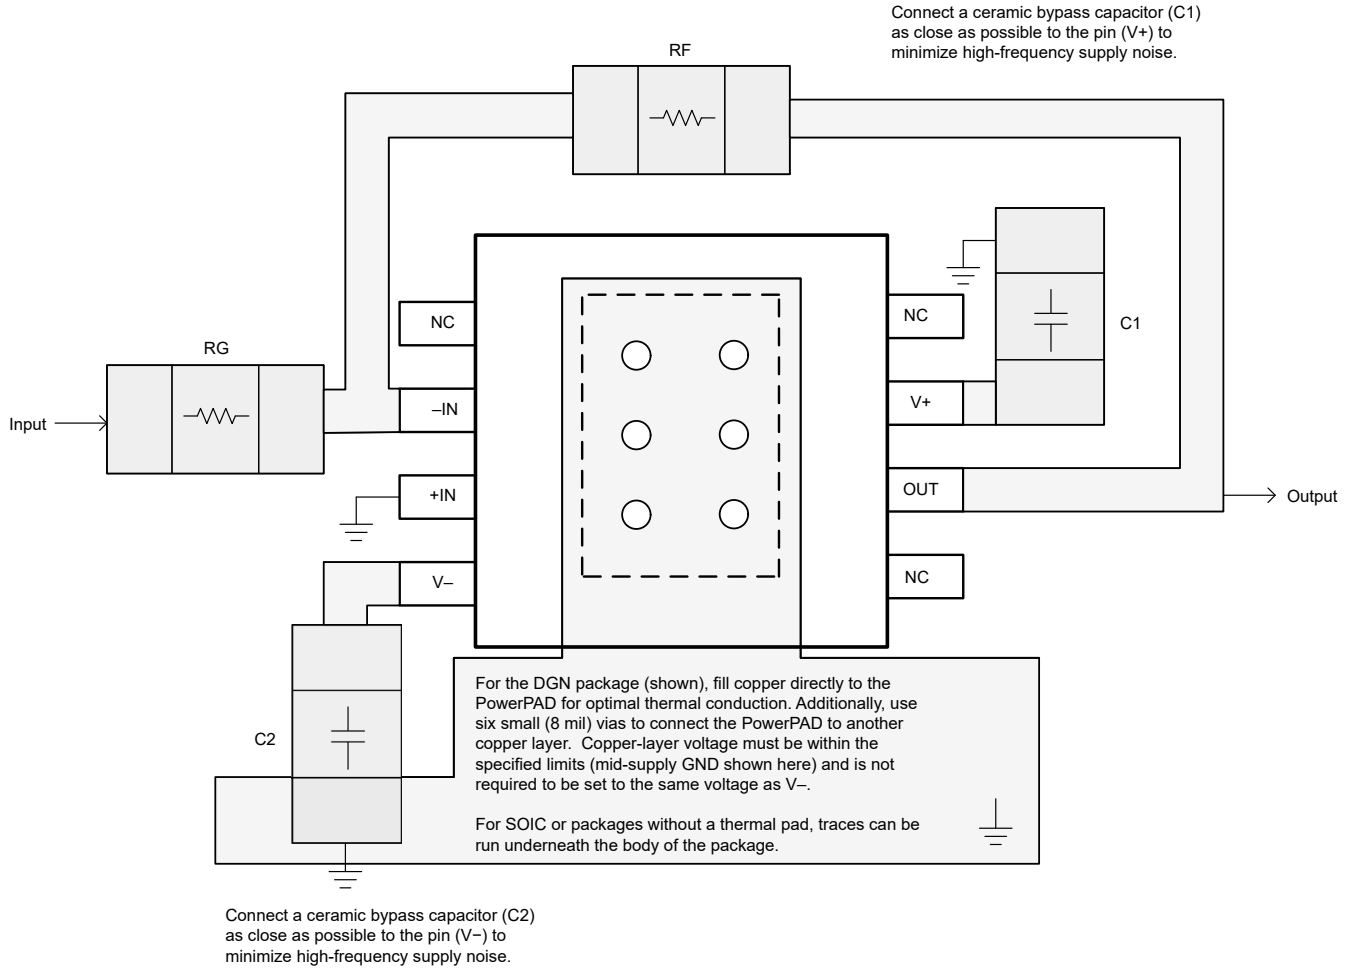 Connect a ceramic bypass capacitor (C1)
as close as possible to the pin (V+) to
minimize high-frequency supply noise.
RF
NC
NC
C1
RG
Input
–IN
V+
+IN
OUT
Output
V–
NC
C2
For the DGN package (shown), fill copper directly to the
PowerPAD for optimal thermal conduction. Additionally, use
six small (8 mil) vias to connect the PowerPAD to another
copper layer.  Copper-layer voltage must be within the
specified limits (mid-supply GND shown here) and is not
required to be set to the same voltage as V–.
For SOIC or packages without a thermal pad, traces can be
run underneath the body of the package.
Connect a ceramic bypass capacitor (C2)
as close as possible to the pin (V−) to
minimize high-frequency supply noise.